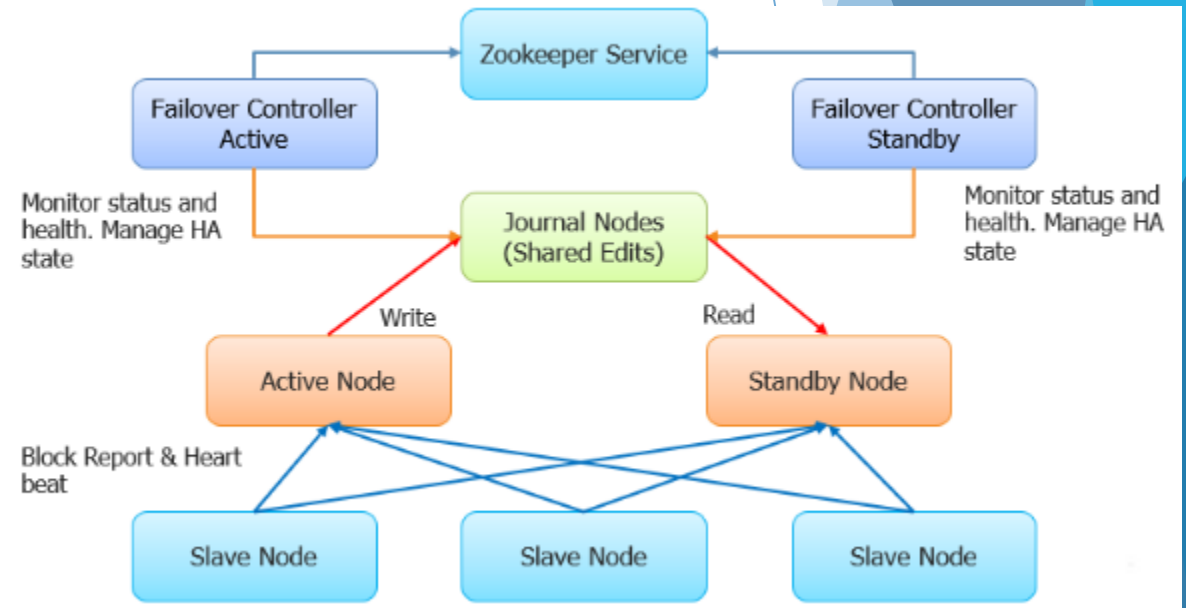 Zookeeper Service
Failover Controller
Active
Failover Controller
Standby
Monitor status and
health. Manage HA
state
Monitor status and
health. Manage HA
state
Journal Nodes
(Shared Edits)
Write
Read
Active Node
Standby Node
Block Report & Heart
beat
Slave Node
Slave Node
Slave Node